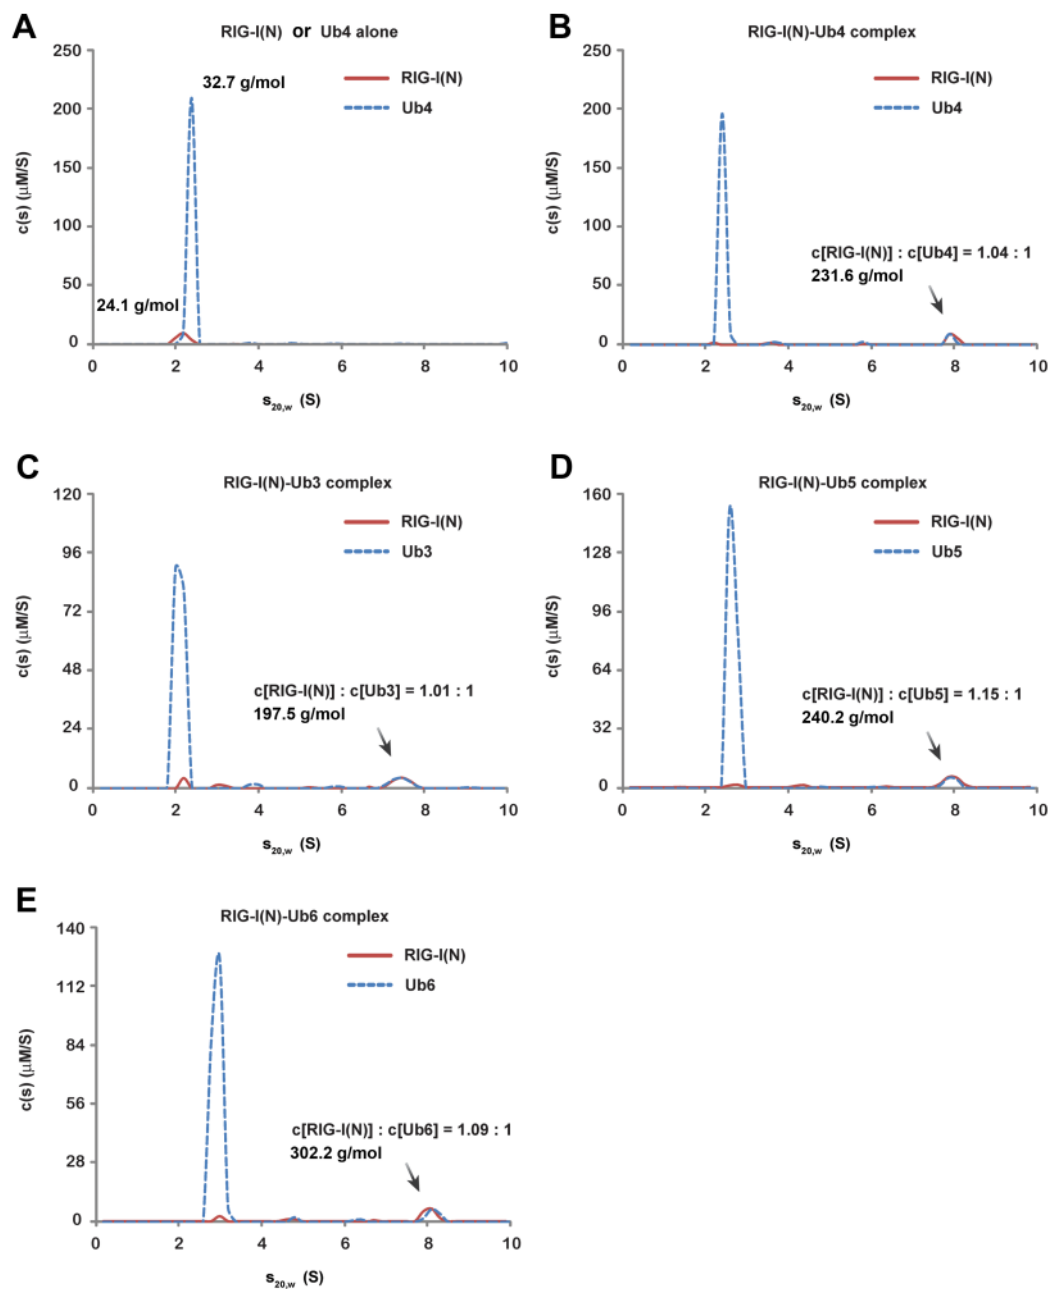 A
RIG-I(N) or Ub4 alone
250
200
150
100
50
0
c(s) (μM/S)
32.7 g/mol
24.1 g/mol
RIG-I(N)
Ub4
0 2 4 6 8 10
s20,w (S)
B
RIG-I(N)-Ub4 complex
250
200
150
100
50
0
c(s) (μM/S)
RIG-I(N)
Ub4
c[RIG-I(N)] : c[Ub4] = 1.04 : 1
231.6 g/mol
0 2 4 6 8 10
s20,w (S)
C
RIG-I(N)-Ub3 complex
120
96
72
48
24
0
c(s) (μM/S)
RIG-I(N)
Ub3
c[RIG-I(N)] : c[Ub3] = 1.01 : 1
197.5 g/mol
0 2 4 6 8 10
s20,w (S)
D
RIG-I(N)-Ub5 complex
160
128
96
64
32
0
c(s) (μM/S)
RIG-I(N)
Ub5
c[RIG-I(N)] : c[Ub5] = 1.15 : 1
240.2 g/mol
0 2 4 6 8 10
s20,w (S)
E
RIG-I(N)-Ub6 complex
140
112
84
56
28
0
c(s) (μM/S)
RIG-I(N)
Ub6
c[RIG-I(N)] : c[Ub6] = 1.09 : 1
302.2 g/mol
0 2 4 6 8 10
s20,w (S)